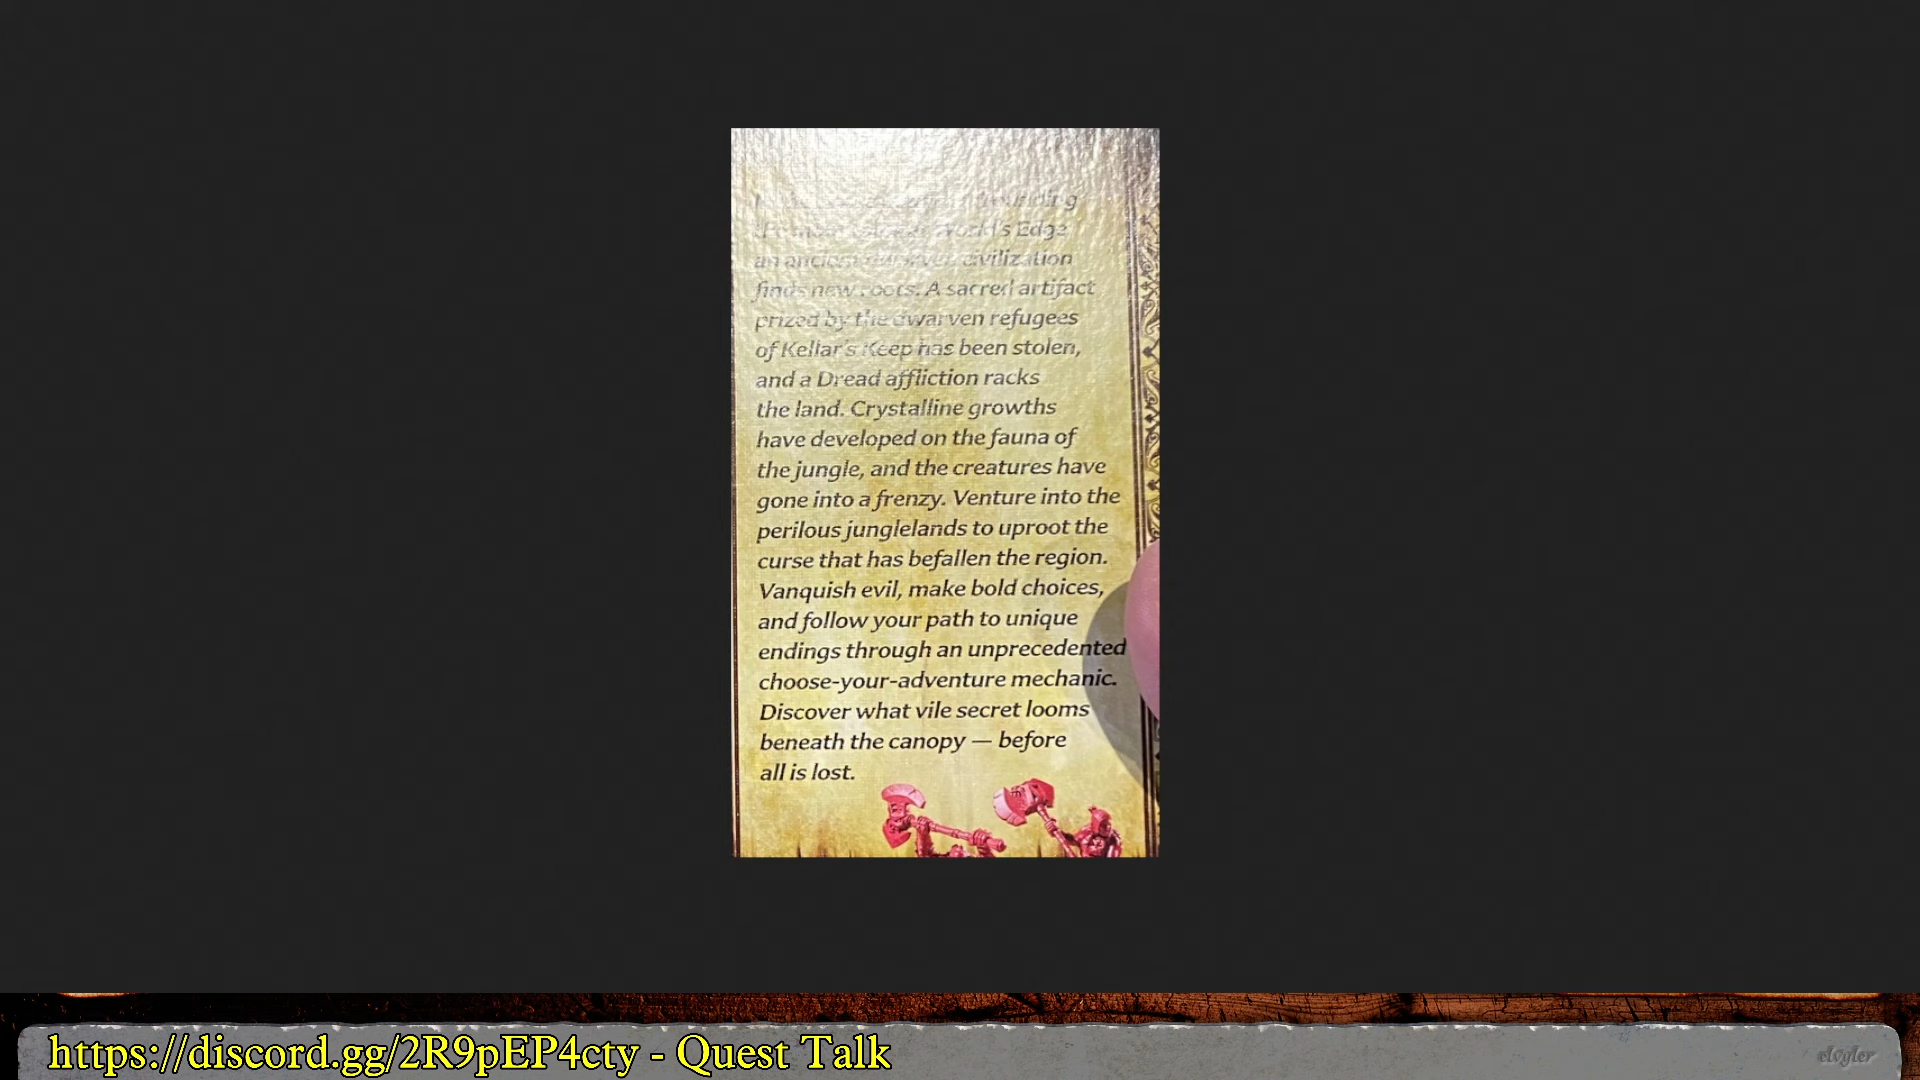 surrounding
World's Edge
an ancient dwarven civilization
finds new roots. A sacred artifact
prized by the dwarven refugees
of Kellar's Keep has been stolen,
and a Dread affliction racks
the land. Crystalline growths
have developed on the fauna of
the jungle, and the creatures have
gone into a frenzy. Venture into the
perilous junglelands to uproot the
curse that has befallen the region.
Vanquish evil, make bold choices,
and follow your path to unique
endings through an unprecedented
choose-your-adventure mechanic.
Discover what vile secret looms
beneath the canopy — before
all is lost.
https://discord.gg/2R9pEP4cty - Quest Talk